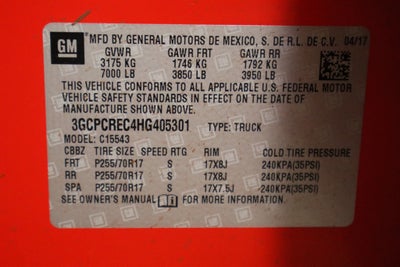 GM
MFD BY GENERAL MOTORS DE MEXICO, S. DE R.L. DE C.V. 04/17
GVWR GAWR FRT GAWR RR
3175 KG 1746 KG 1792 KG
7000 LB 3850 LB 3950 LB
THIS VEHICLE CONFORMS TO ALL APPLICABLE U.S. FEDERAL MOTOR
VEHICLE SAFETY STANDARDS IN EFFECT ON THE DATE OF
MANUFACTURE SHOWN ABOVE.
3GCPCREC4HG405301 TYPE: TRUCK
MODEL: C15543
CBBZ TIRE SIZE SPEED RTG RIM COLD TIRE PRESSURE
FRT P255/70R17 S 17X8J 240KPA(35PSI)
RR P255/70R17 S 17X8J 240KPA(35PSI)
SPA P255/70R17 S 17X7.5J 240KPA(35PSI)
SEE OWNER'S MANUAL FOR MORE INFORMATION.